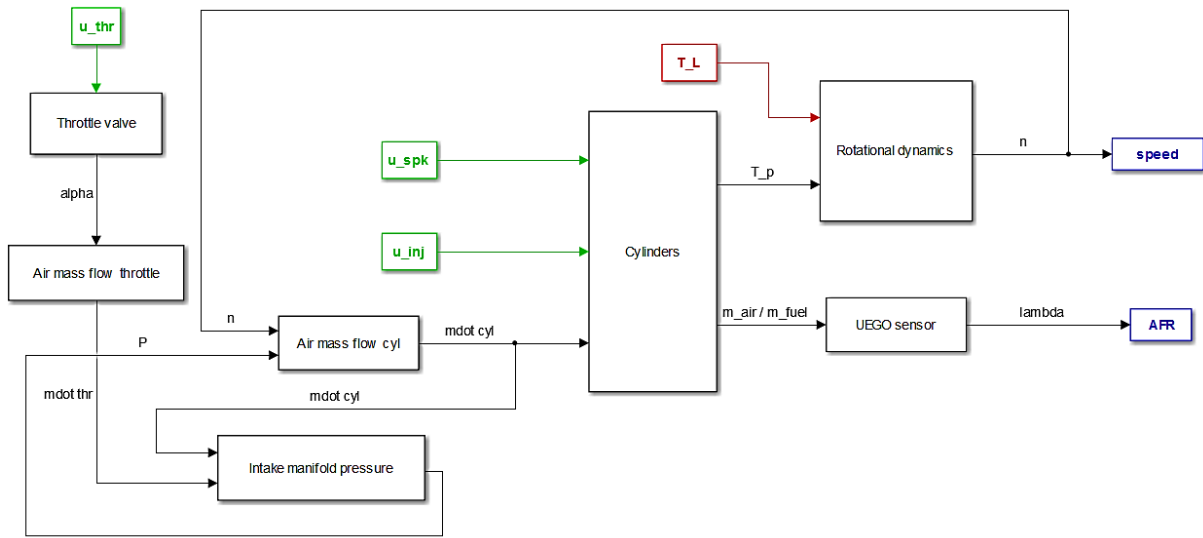 u_thr
T_L
Throttle valve
Rotational dynamics
n
speed
u_spk
T_p
alpha
u_inj
Cylinders
Air mass flow throttle
m_air / m_fuel
UEGO sensor
lambda
AFR
n
mdot cyl
Air mass flow cyl
P
mdot thr
mdot cyl
Intake manifold pressure